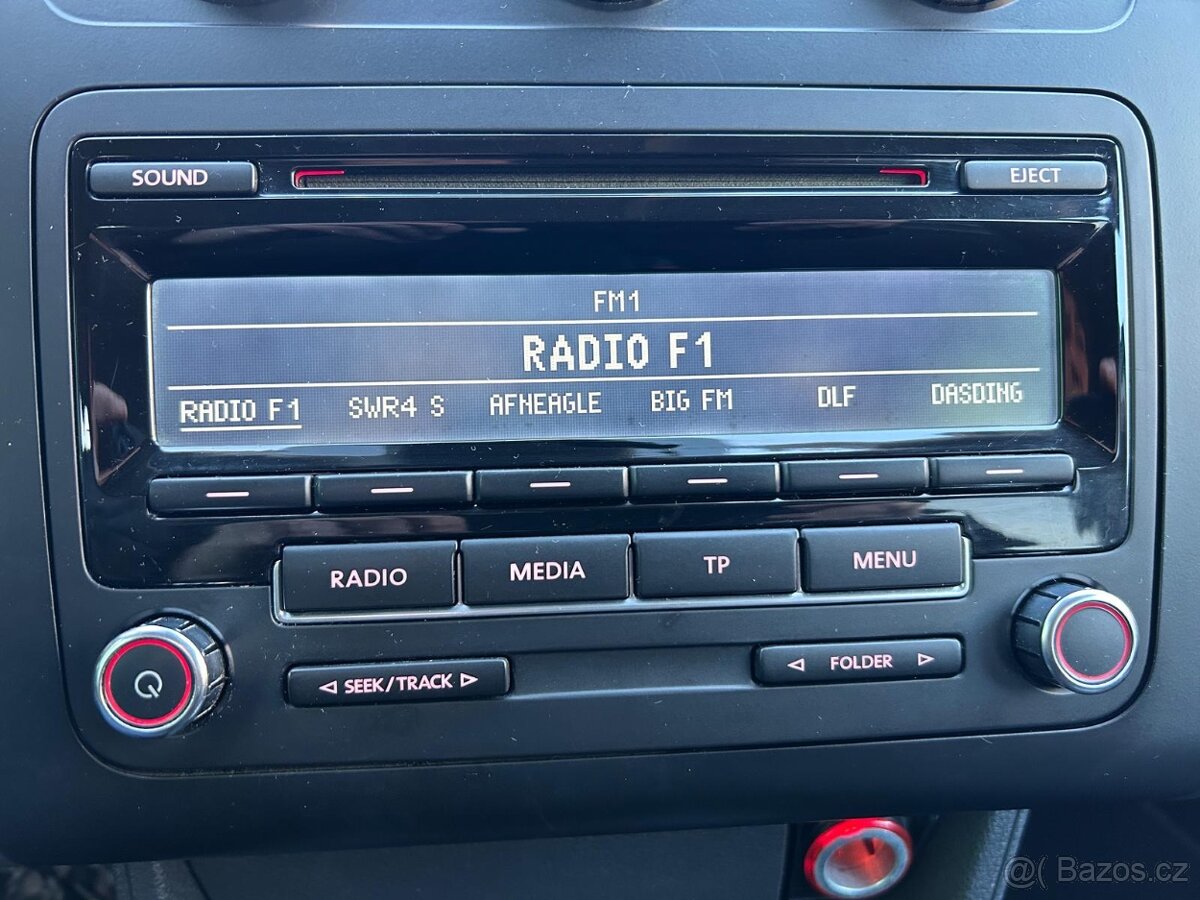 SOUND
EJECT
FM1
RADIO F1
RADIO F1 SWR4 S AFNEAGLE BIG FM DLF DASDING
RADIO MEDIA TP MENU
SEEK/TRACK
FOLDER
@( Bazos.cz